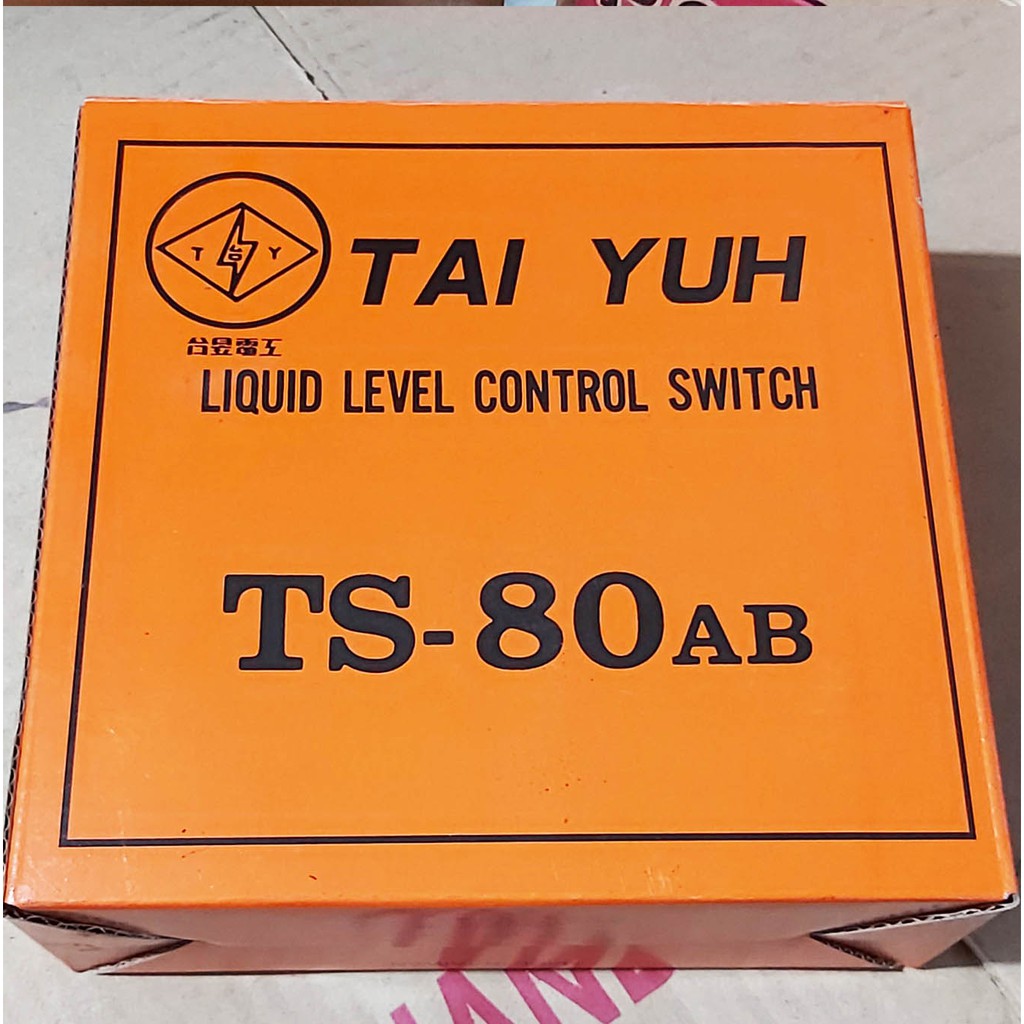 T Y
TAI YUH
台昱電工
LIQUID LEVEL CONTROL SWITCH
TS-80AB